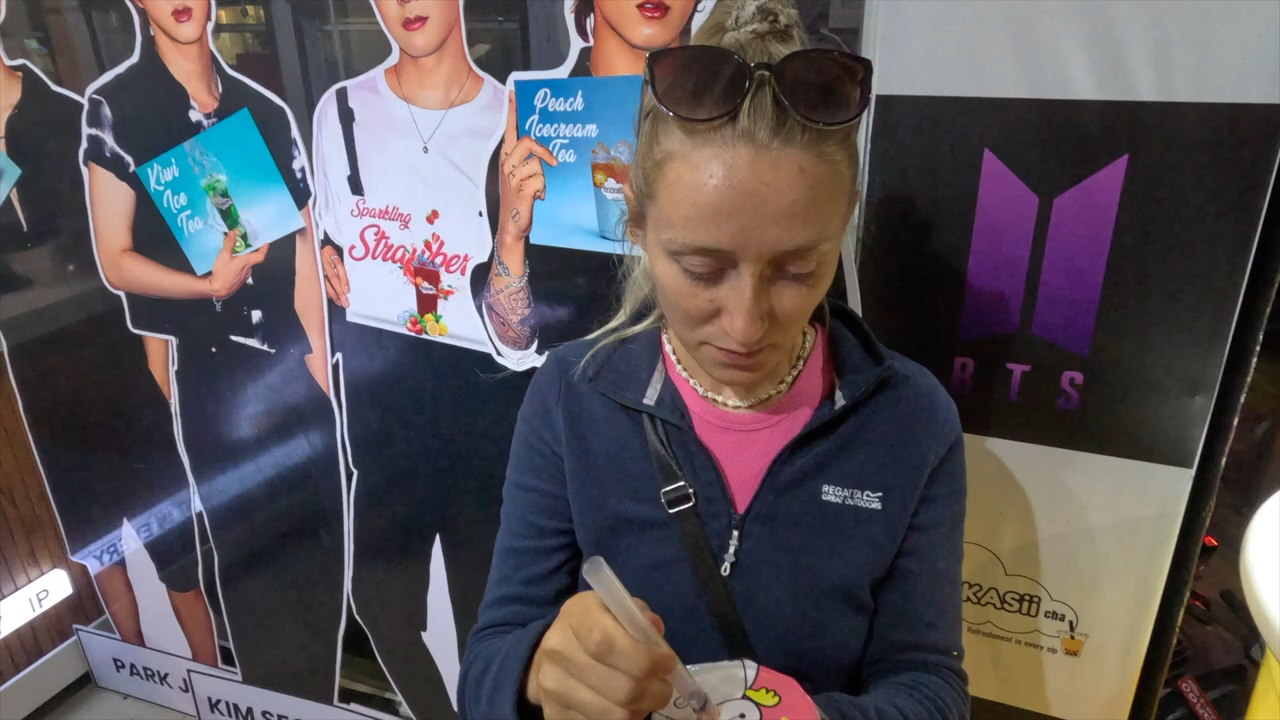 Kiwi
Ice
Tea
Sparkling
Peach
Icecream
Tea
BTS
REGATTA
GREAT OUTDOORS
KASii cha
Refreshment in every sip
IP
PARK J
KIM SE